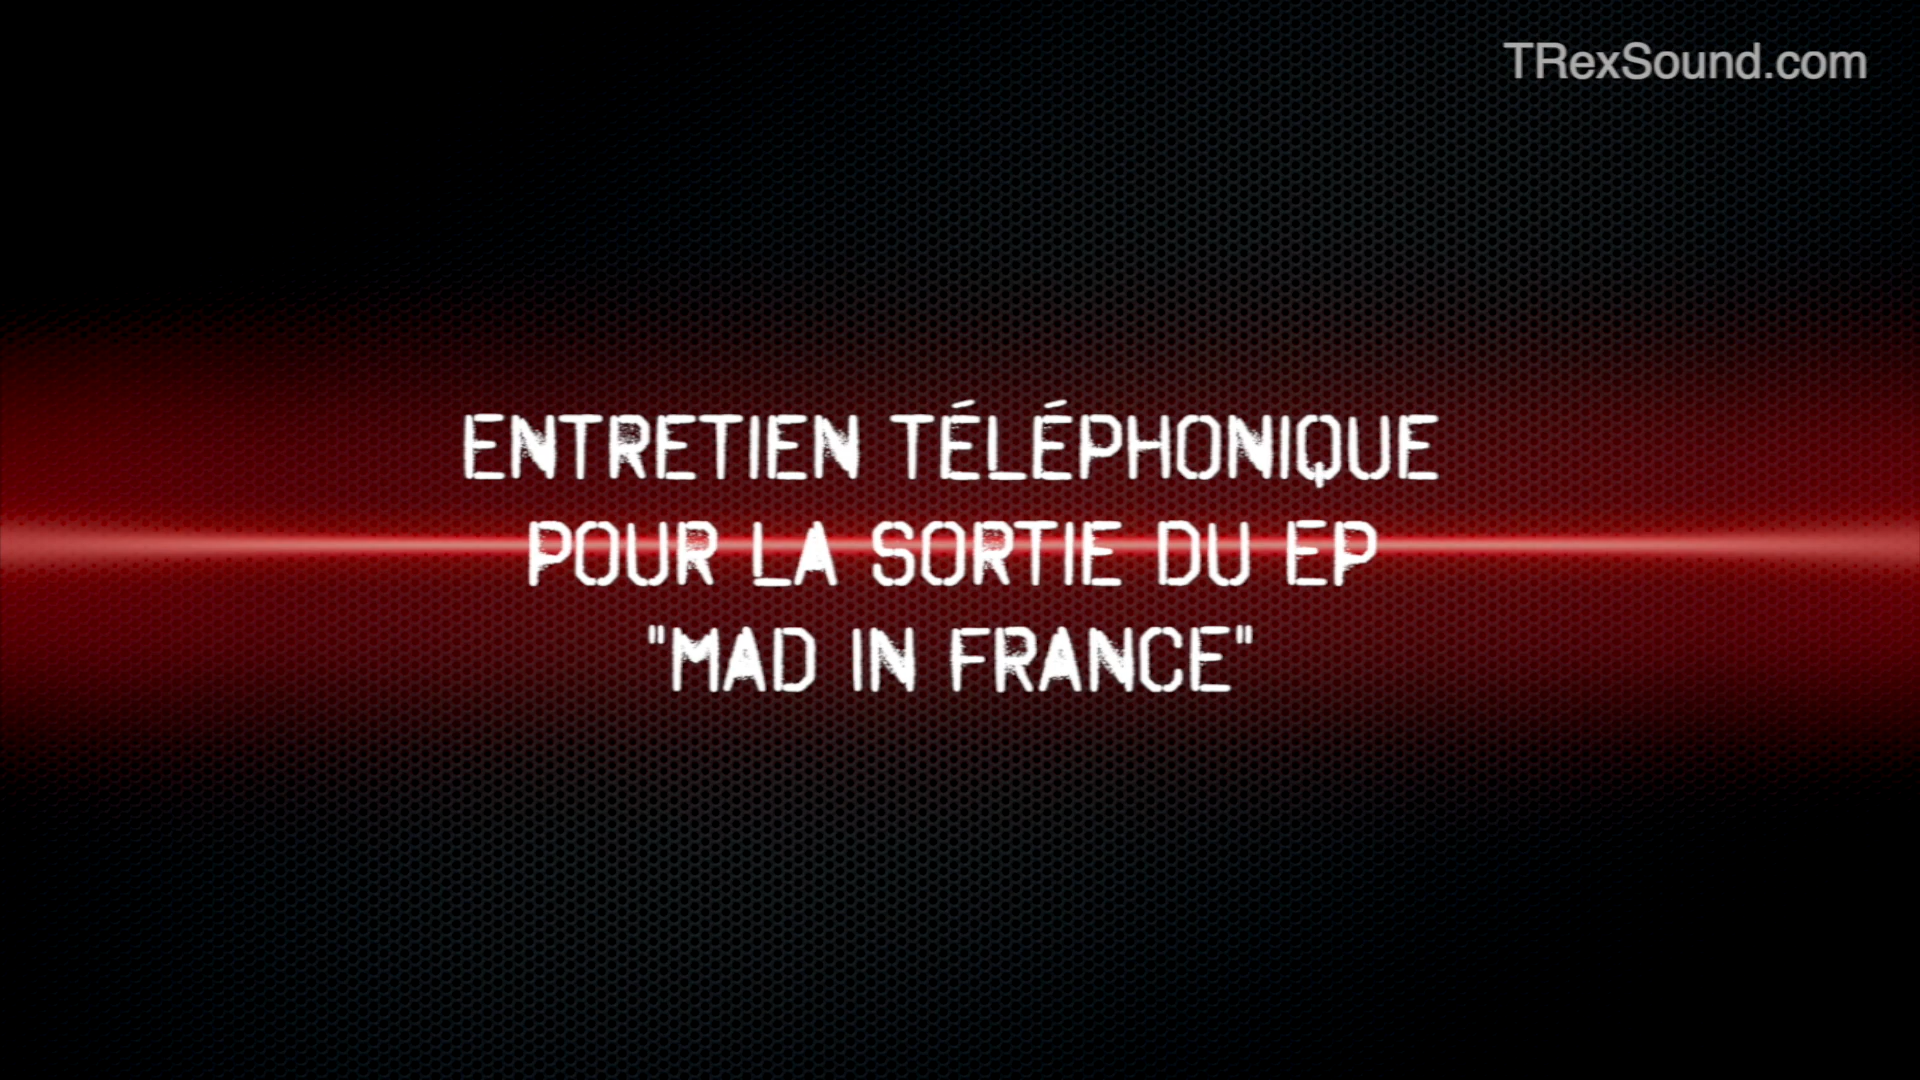 TRexSound.com
ENTRETIEN TÉLÉPHONIQUE
POUR LA SORTIE DU EP
"MAD IN FRANCE"